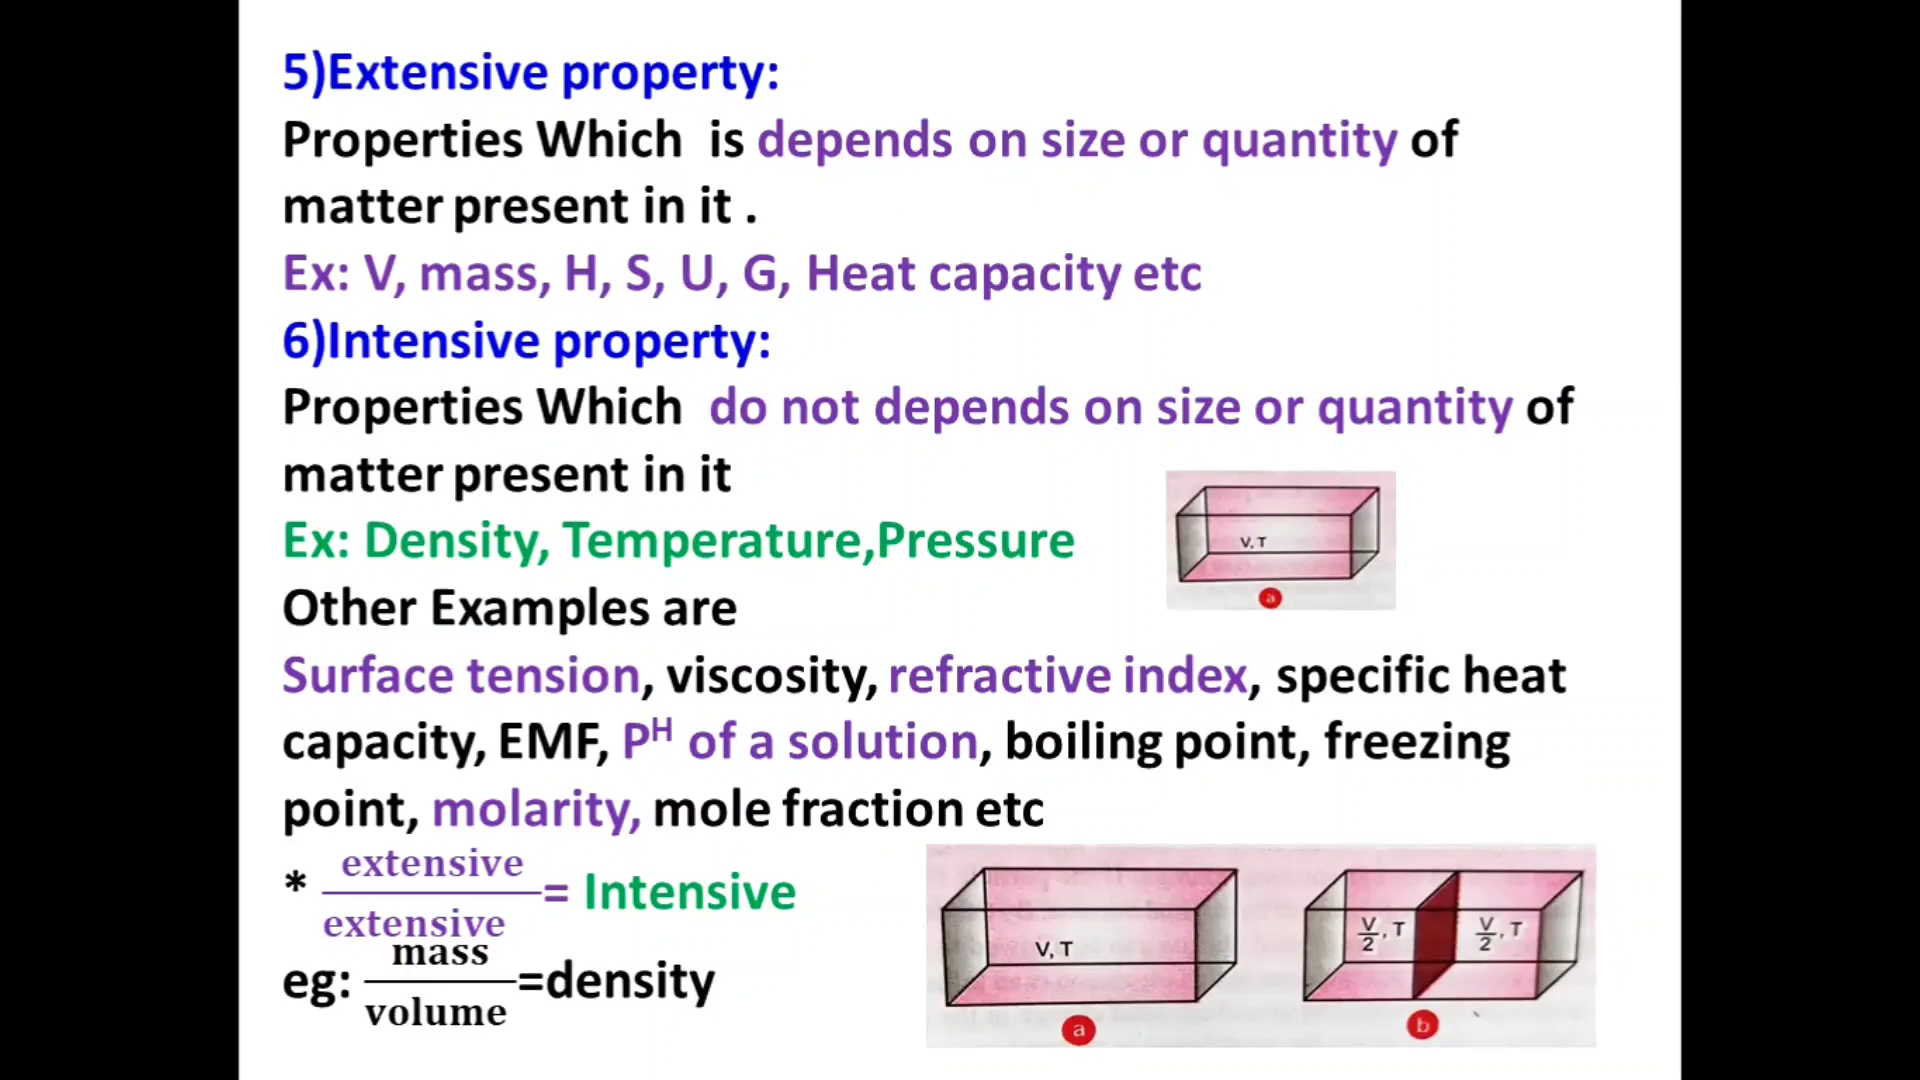 5)Extensive property:
Properties Which is depends on size or quantity of
matter present in it .
Ex: V, mass, H, S, U, G, Heat capacity etc
6)Intensive property:
Properties Which do not depends on size or quantity of
matter present in it
Ex: Density, Temperature,Pressure
V, T
a
Other Examples are
Surface tension, viscosity, refractive index, specific heat
capacity, EMF, Pᴴ of a solution, boiling point, freezing
point, molarity, mole fraction etc
* extensive/extensive = Intensive
eg: mass/volume =density
V, T
a
V/2 , T
V/2 , T
b